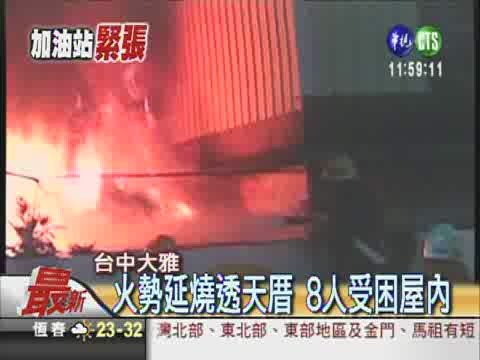 加油站緊張
華視 CTS
11:59:11
台中大雅
最新
火勢延燒透天厝 8人受困屋內
恆春 23-32 灣北部、東北部、東部地區及金門、馬祖有短